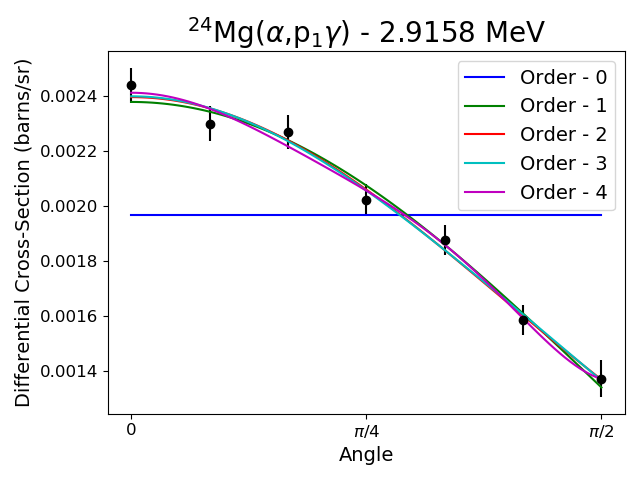 ²⁴Mg(α,p₁γ) - 2.9158 MeV
Differential Cross-Section (barns/sr)
0.0024
0.0022
0.0020
0.0018
0.0016
0.0014
Order - 0
Order - 1
Order - 2
Order - 3
Order - 4
0
π/4
π/2
Angle